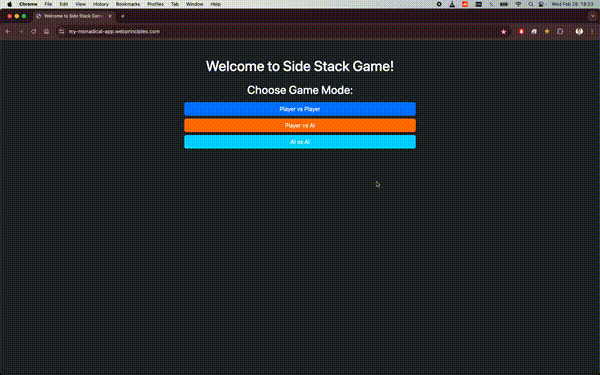 Chrome File Edit View History Bookmarks Profiles Tab Window Help
Wed Feb 28 18:23
Welcome to Side Stack Game
my-monadical-app.webprinciples.com
Welcome to Side Stack Game!
Choose Game Mode:
Player vs Player
Player vs AI
AI vs AI